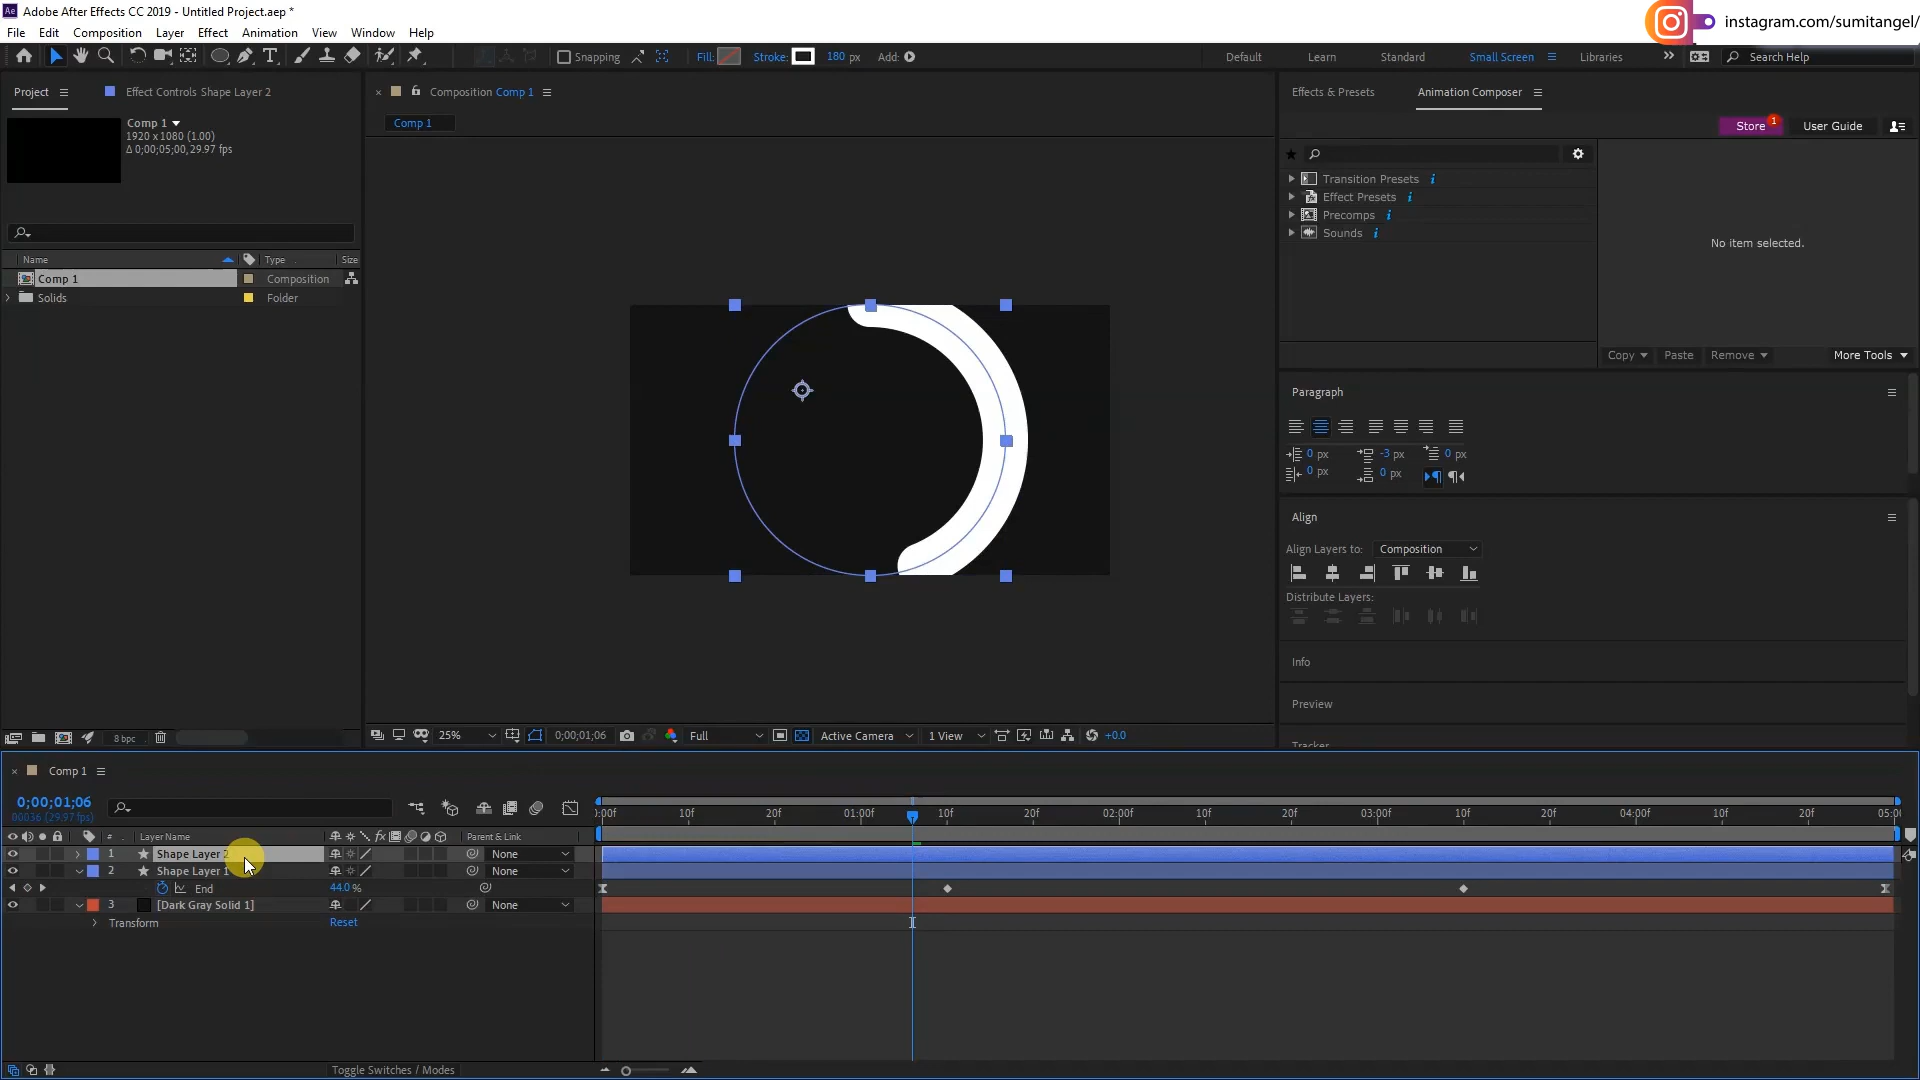 Adobe After Effects CC 2019 - Untitled Project.aep *
instagram.com/sumitangel/
File Edit Composition Layer Effect Animation View Window Help
Snapping Fill: Stroke: 180 px Add: Default Learn Standard Small Screen Libraries Search Help
Project Effect Controls Shape Layer 2
Composition Comp 1
Effects & Presets Animation Composer
Comp 1
1920 x 1080 (1.00)
Δ 0;00;05;00, 29.97 fps
Comp 1
Store 1 User Guide
Transition Presets
Effect Presets
Precomps
Sounds
No item selected.
Name Type Size
Comp 1 Composition
Solids Folder
Copy Paste Remove More Tools
Paragraph
0 px -3 px 0 px
0 px 0 px
Align
Align Layers to: Composition
Distribute Layers:
Info
Preview
Tracker
8 bpc
25% 0;00;01;06 Full Active Camera 1 View +0.0
Comp 1
0;00;01;06
00036 (29.97 fps)
:00f 10f 20f 01:00f 10f 20f 02:00f 10f 20f 03:00f 10f 20f 04:00f 10f 20f 05:00
# Layer Name Parent & Link
1 Shape Layer 2 None
2 Shape Layer 1 None
End 44.0 %
3 [Dark Gray Solid 1] None
Transform Reset
Toggle Switches / Modes